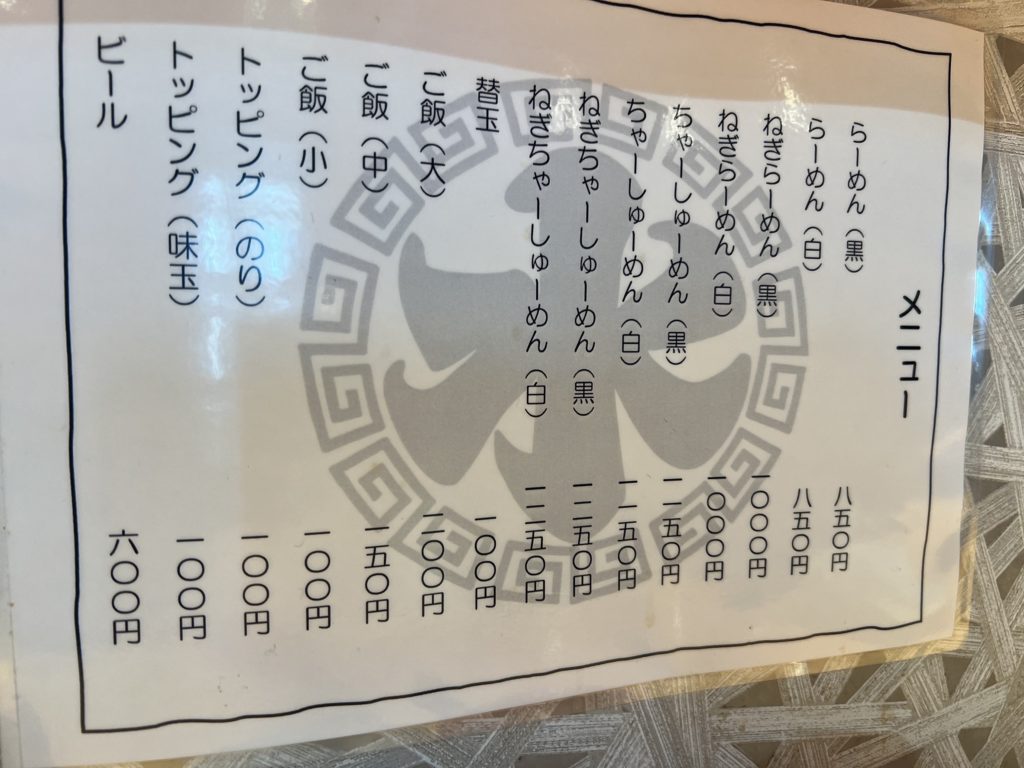 メニュー
らーめん（黒） 八五〇円
らーめん（白） 八五〇円
ねぎらーめん（黒） 一〇〇〇円
ねぎらーめん（白） 一〇〇〇円
ちゃーしゅーめん（黒） 一一五〇円
ちゃーしゅーめん（白） 一一五〇円
ねぎちゃーしゅーめん（黒） 一二五〇円
ねぎちゃーしゅーめん（白） 一二五〇円
替玉 一〇〇円
ご飯（大） 二〇〇円
ご飯（中） 一五〇円
ご飯（小） 一〇〇円
トッピング（のり） 一〇〇円
トッピング（味玉） 一〇〇円
ビール 六〇〇円